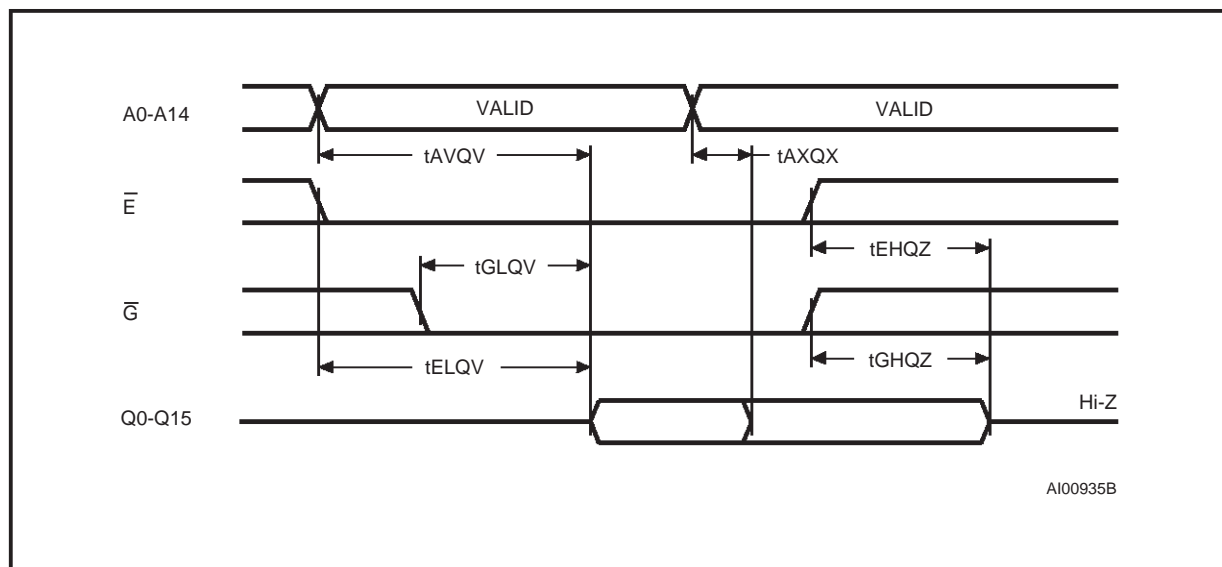 A0-A14 VALID VALID
tAVQV tAXQX
E̅
tEHQZ
tGLQV
G̅
tGHQZ
tELQV
Hi-Z
Q0-Q15
AI00935B